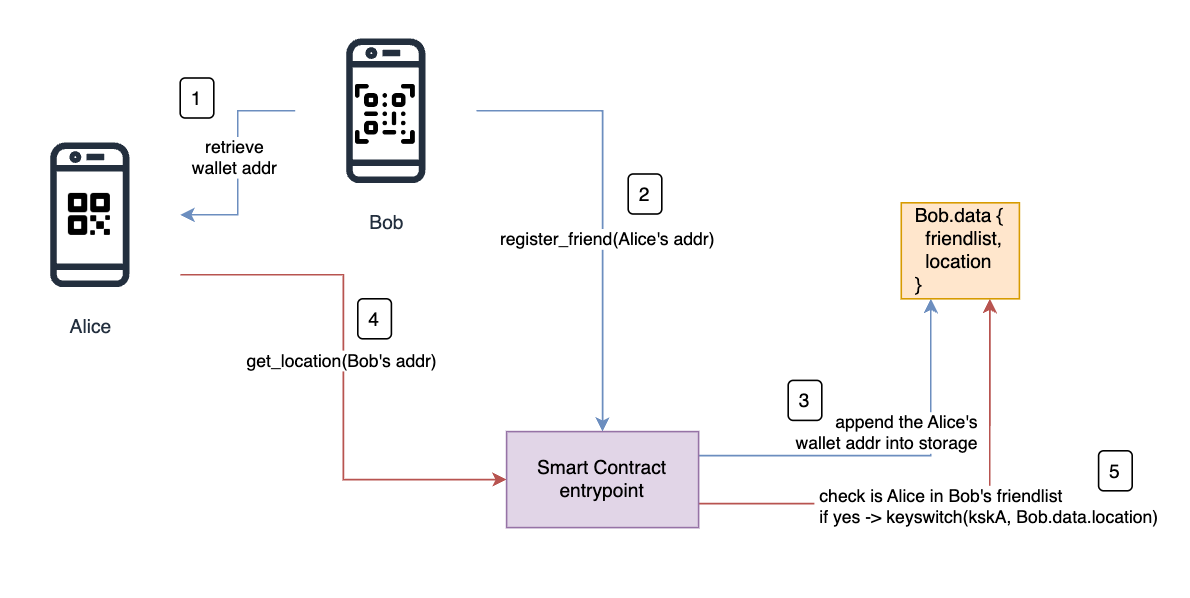 1
retrieve
wallet addr
Bob
2
register_friend(Alice's addr)
Bob.data {
friendlist,
location
}
Alice
4
get_location(Bob's addr)
3
append the Alice's
wallet addr into storage
Smart Contract
entrypoint
5
check is Alice in Bob's friendlist
if yes -> keyswitch(kskA, Bob.data.location)